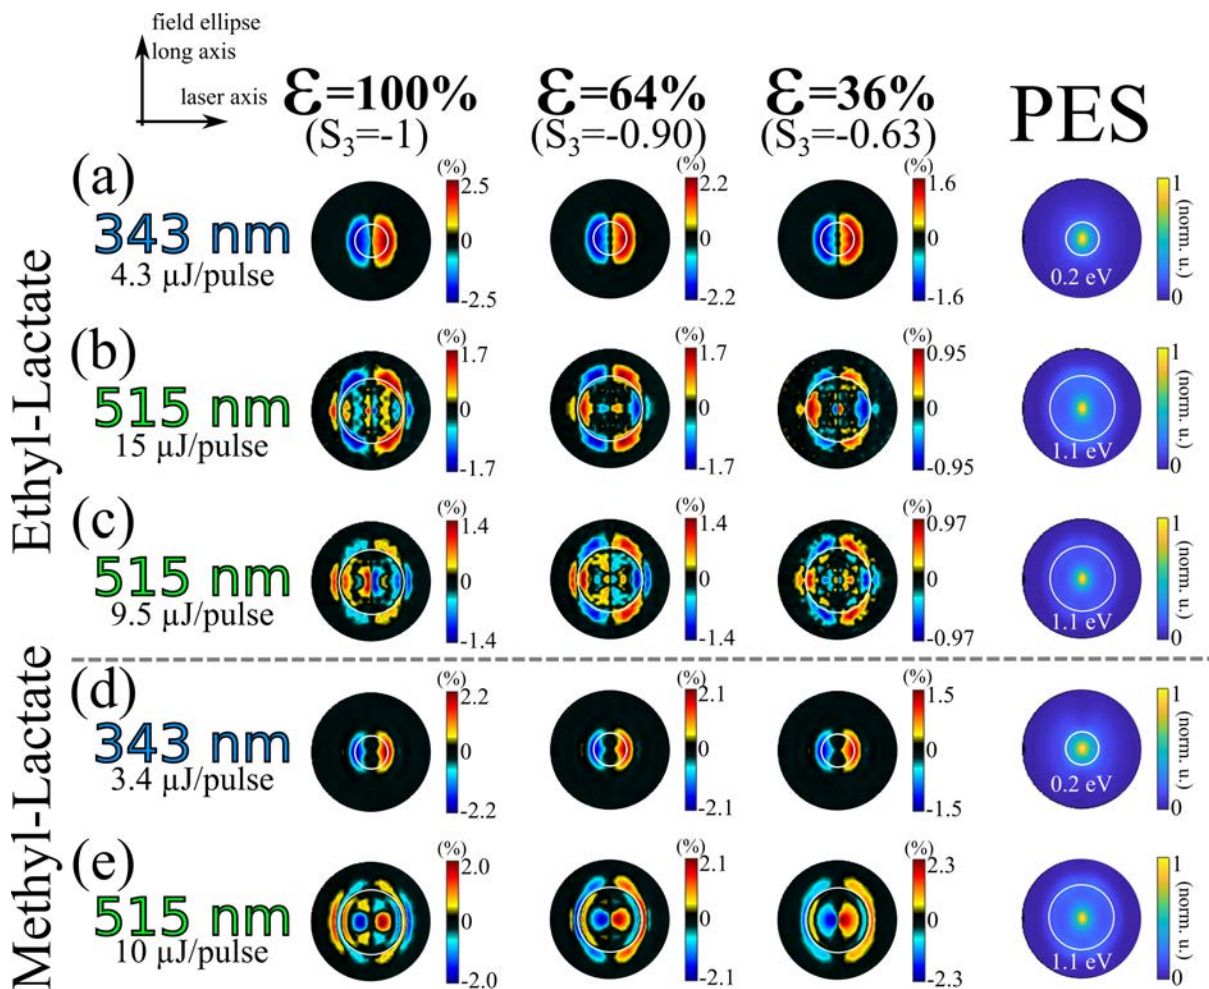 field ellipse
long axis
laser axis
Ɛ=100%
(S₃=-1)
Ɛ=64%
(S₃=-0.90)
Ɛ=36%
(S₃=-0.63)
PES
Ethyl-Lactate
(a)
343 nm
4.3 µJ/pulse
(%)
2.5
0
-2.5
(%)
2.2
0
-2.2
(%)
1.6
0
-1.6
0.2 eV
1
0
(norm. u.)
(b)
515 nm
15 µJ/pulse
(%)
1.7
0
-1.7
(%)
1.7
0
-1.7
(%)
0.95
0
-0.95
1.1 eV
1
0
(norm. u.)
(c)
515 nm
9.5 µJ/pulse
(%)
1.4
0
-1.4
(%)
1.4
0
-1.4
(%)
0.97
0
-0.97
1.1 eV
1
0
(norm. u.)
Methyl-Lactate
(d)
343 nm
3.4 µJ/pulse
(%)
2.2
0
-2.2
(%)
2.1
0
-2.1
(%)
1.5
0
-1.5
0.2 eV
1
0
(norm. u.)
(e)
515 nm
10 µJ/pulse
(%)
2.0
0
-2.0
(%)
2.1
0
-2.1
(%)
2.3
0
-2.3
1.1 eV
1
0
(norm. u.)